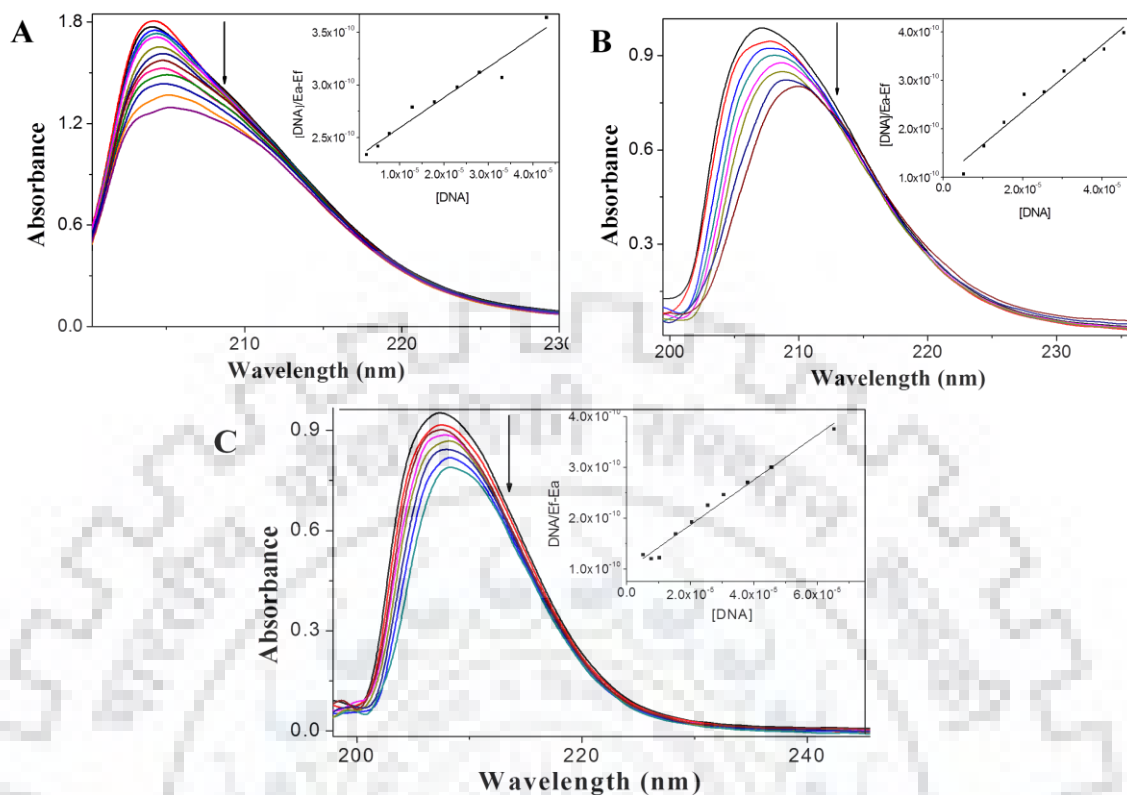 A
Absorbance
1.8
1.2
0.6
0.0
210
220
230
Wavelength (nm)
[DNA)/Ea-Ef
3.5x10⁻¹⁰
3.0x10⁻¹⁰
2.5x10⁻¹⁰
1.0x10⁻⁵
2.0x10⁻⁵
3.0x10⁻⁵
4.0x10⁻⁵
[DNA]
B
Absorbance
0.9
0.6
0.3
200
210
220
230
Wavelength (nm)
[DNA]/Ea-Ef
4.0x10⁻¹⁰
3.0x10⁻¹⁰
2.0x10⁻¹⁰
1.0x10⁻¹⁰
0.0
2.0x10⁻⁵
4.0x10⁻⁵
[DNA]
C
Absorbance
0.9
0.6
0.3
0.0
200
220
240
Wavelength (nm)
DNA/Ef-Ea
4.0x10⁻¹⁰
3.0x10⁻¹⁰
2.0x10⁻¹⁰
1.0x10⁻¹⁰
0.0
2.0x10⁻⁵
4.0x10⁻⁵
6.0x10⁻⁵
[DNA]